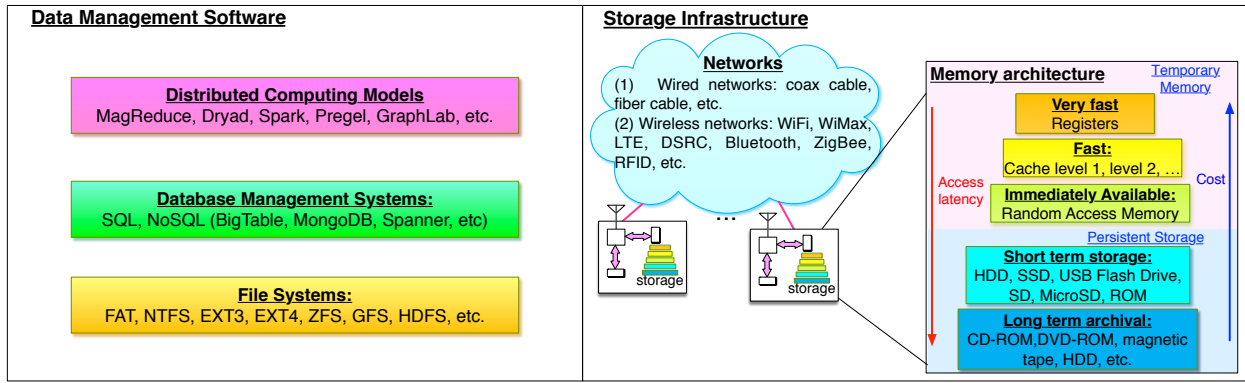 Data Management Software
Distributed Computing Models
MagReduce, Dryad, Spark, Pregel, GraphLab, etc.
Database Management Systems:
SQL, NoSQL (BigTable, MongoDB, Spanner, etc)
File Systems:
FAT, NTFS, EXT3, EXT4, ZFS, GFS, HDFS, etc.
Storage Infrastructure
Networks
(1) Wired networks: coax cable,
fiber cable, etc.
(2) Wireless networks: WiFi, WiMax,
LTE, DSRC, Bluetooth, ZigBee,
RFID, etc.
...
storage
storage
Memory architecture
Temporary
Memory
Very fast
Registers
Fast:
Cache level 1, level 2, …
Immediately Available:
Random Access Memory
Access
latency
Cost
Persistent Storage
Short term storage:
HDD, SSD, USB Flash Drive,
SD, MicroSD, ROM
Long term archival:
CD-ROM,DVD-ROM, magnetic
tape, HDD, etc.